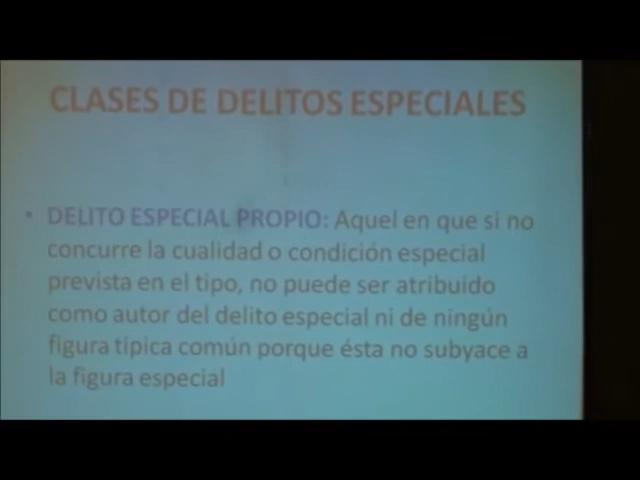 CLASES DE DELITOS ESPECIALES
• DELITO ESPECIAL PROPIO: Aquel en que si no
concurre la cualidad o condición especial
prevista en el tipo, no puede ser atribuido
como autor del delito especial ni de ningún
figura típica común porque ésta no subyace a
la figura especial